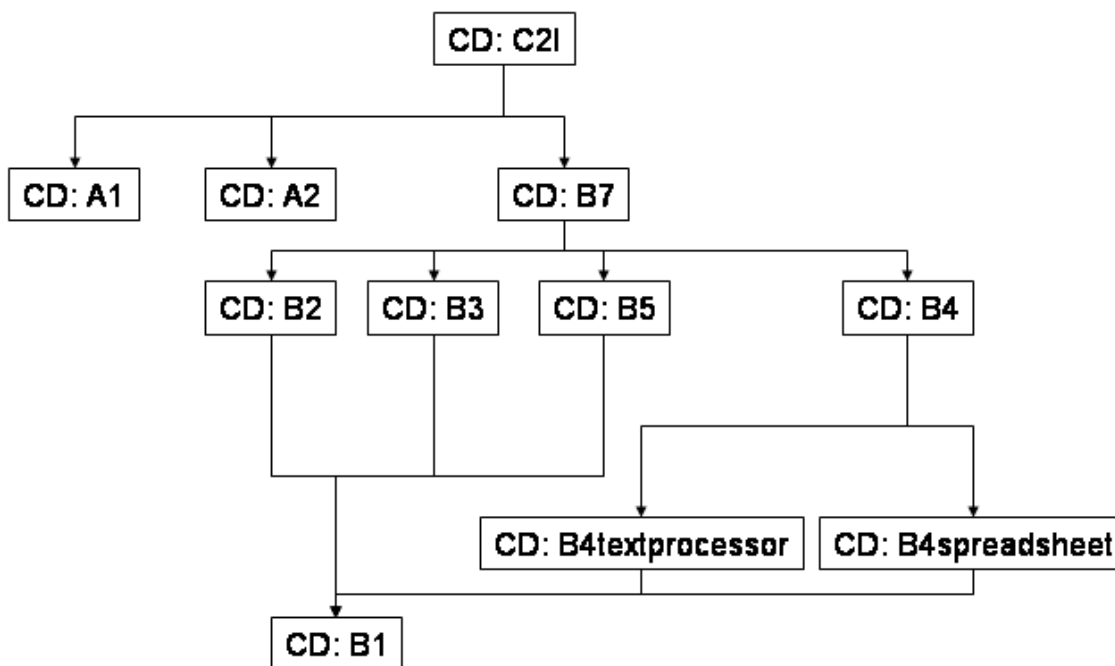 CD: C2I
CD: A1
CD: A2
CD: B7
CD: B2
CD: B3
CD: B5
CD: B4
CD: B4textprocessor
CD: B4spreadsheet
CD: B1